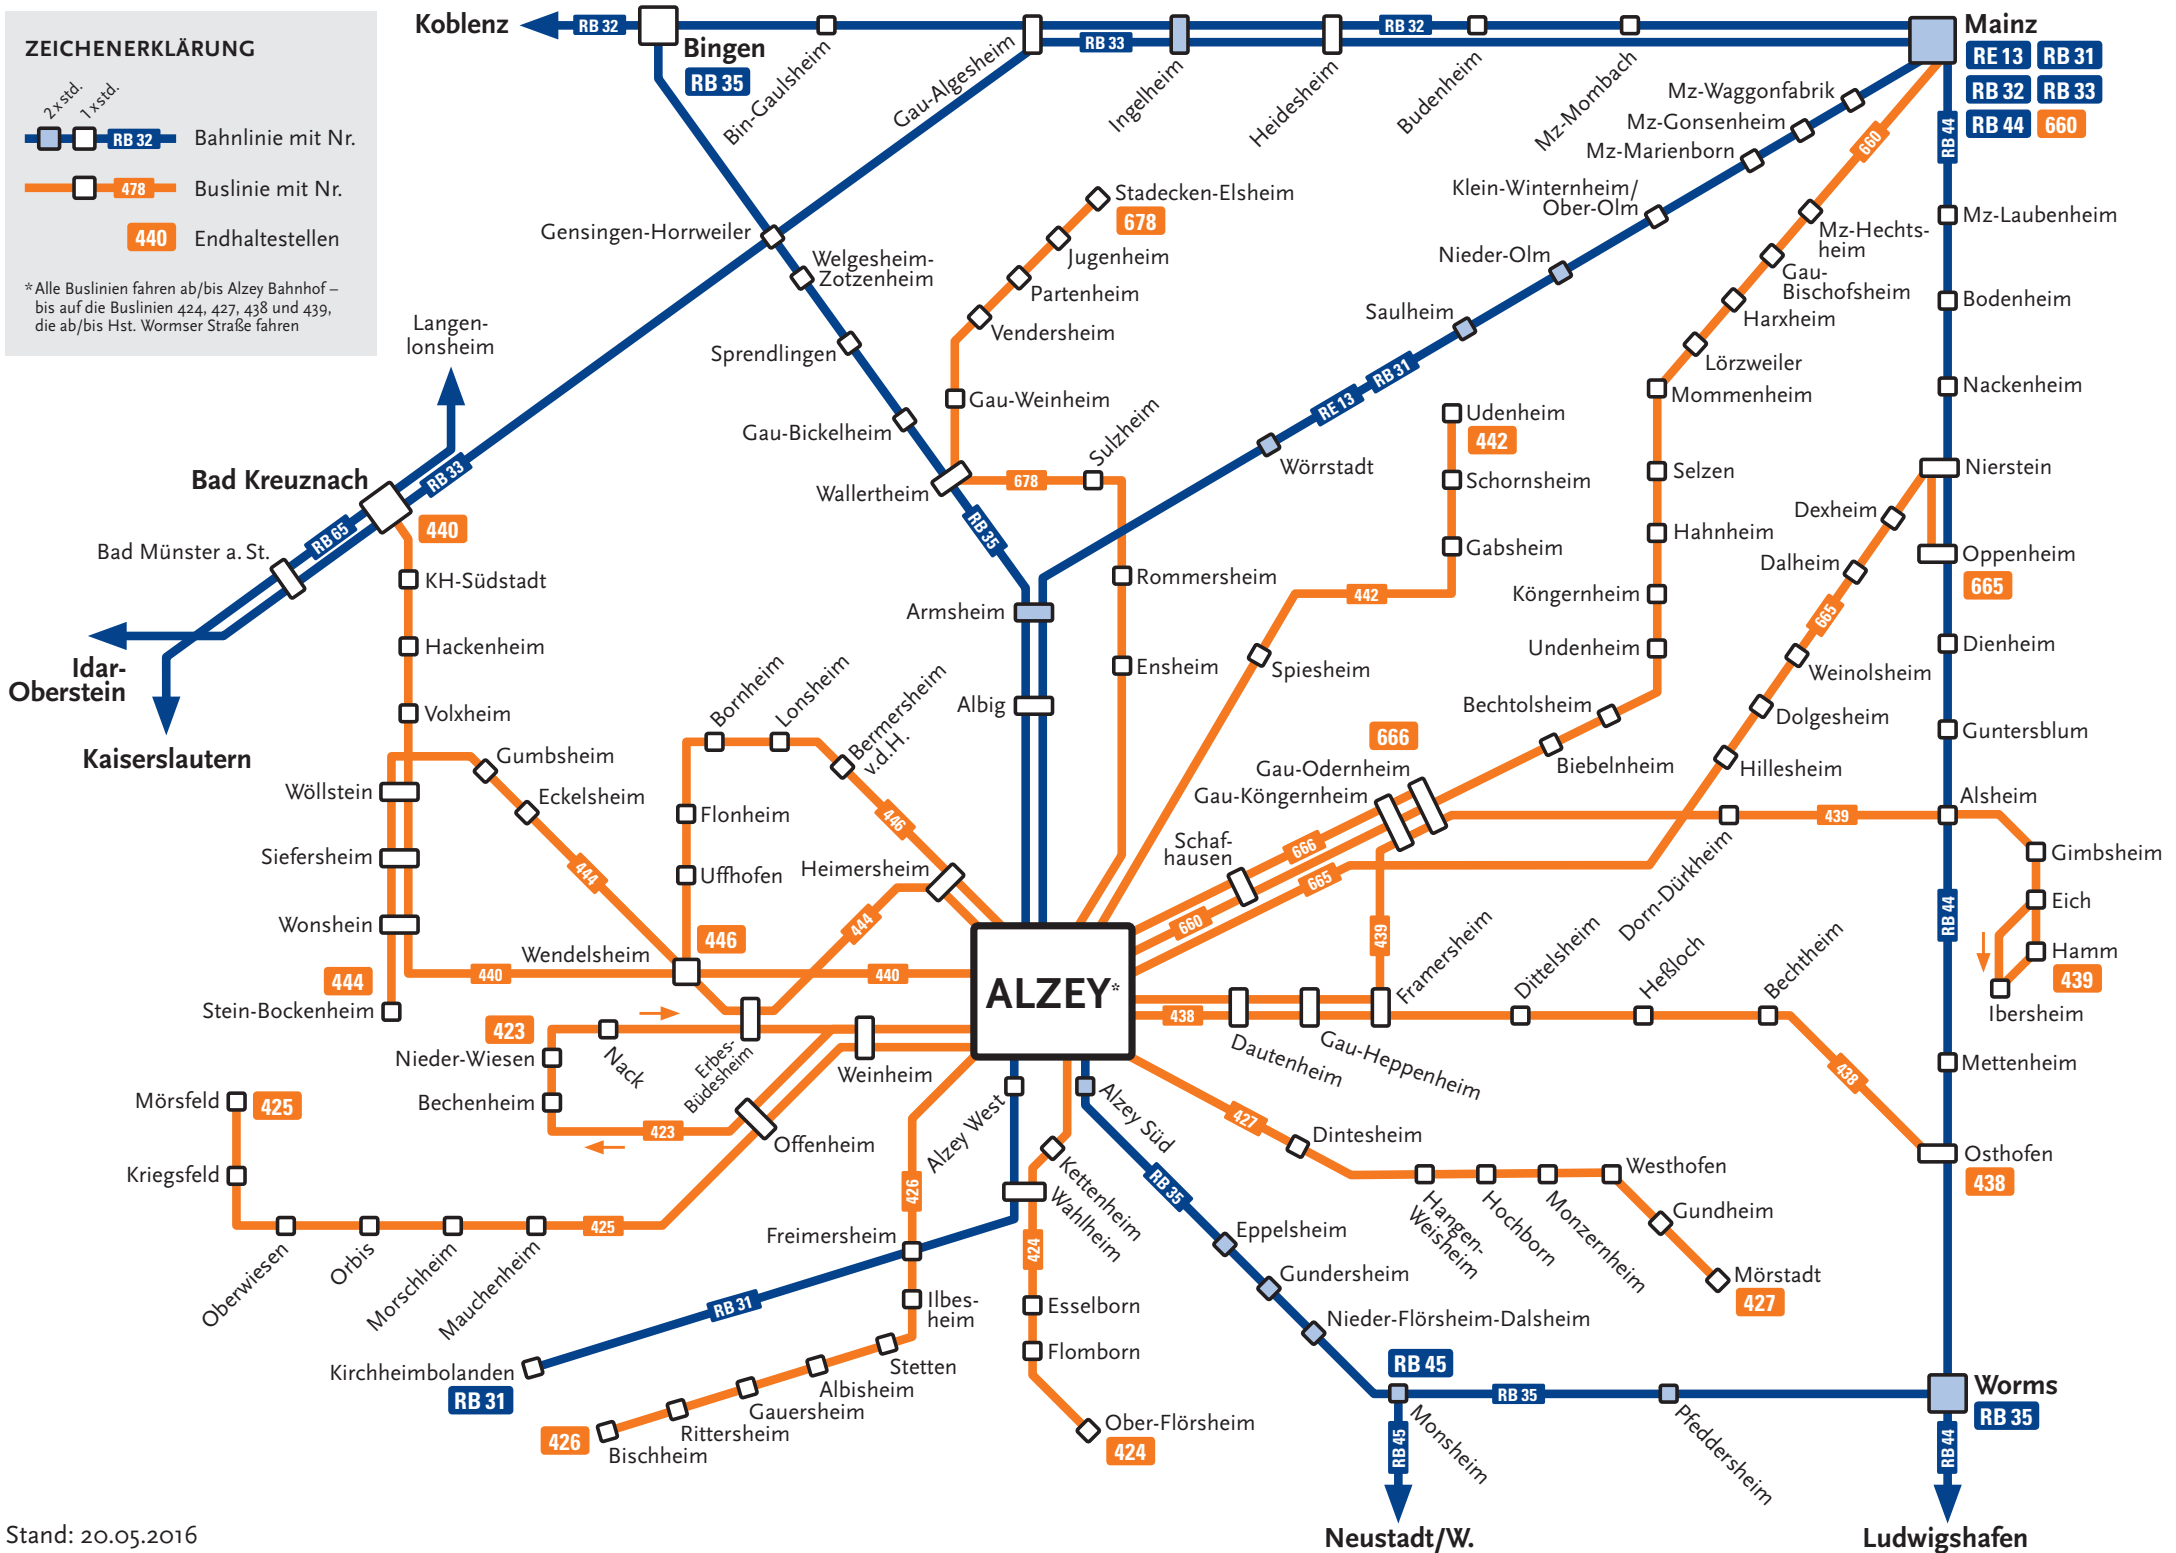 ZEICHENERKLÄRUNG
2 x std.
1 x std.
RB 32
Bahnlinie mit Nr.
478
Buslinie mit Nr.
440
Endhaltestellen
* Alle Buslinien fahren ab/bis Alzey Bahnhof –
bis auf die Buslinien 424, 427, 438 und 439,
die ab/bis Hst. Wormser Straße fahren
Koblenz
RB 32
Bingen
RB 35
Bin-Gaulsheim
Gau-Algesheim
RB 33
Ingelheim
Heidesheim
RB 32
Budenheim
Mz-Mombach
Mainz
RE 13
RB 31
RB 32
RB 33
RB 44
660
Mz-Waggonfabrik
Mz-Gonsenheim
Mz-Marienborn
Klein-Winternheim/
Ober-Olm
Nieder-Olm
Saulheim
RB 31
RE 13
Wörrstadt
660
Mz-Hechts-
heim
Gau-
Bischofsheim
Harxheim
Lörzweiler
Mommenheim
Selzen
Hahnheim
Köngernheim
Undenheim
Bechtolsheim
Biebelnheim
RB 44
Mz-Laubenheim
Bodenheim
Nackenheim
Nierstein
Oppenheim
665
Dienheim
Guntersblum
Alsheim
RB 44
Mettenheim
Osthofen
438
Worms
RB 35
RB 44
Ludwigshafen
Dexheim
Dalheim
665
Weinolsheim
Dolgesheim
Hillesheim
Stadecken-Elsheim
678
Jugenheim
Partenheim
Vendersheim
Gau-Weinheim
678
Sulzheim
Rommersheim
Ensheim
Udenheim
442
Schornsheim
Gabsheim
442
Spiesheim
Gensingen-Horrweiler
Welgesheim-
Zotzenheim
Sprendlingen
Gau-Bickelheim
Wallertheim
RB 35
Armsheim
Albig
Langen-
lonsheim
RB 33
Bad Kreuznach
440
RB 65
Bad Münster a. St.
Idar-
Oberstein
Kaiserslautern
KH-Südstadt
Hackenheim
Volxheim
Wöllstein
Siefersheim
Wonshein
444
Stein-Bockenheim
Gumbsheim
Eckelsheim
444
Wendelsheim
446
440
440
Bornheim
Lonsheim
Bermersheim
v.d.H.
Flonheim
Uffhofen
446
Heimersheim
444
ALZEY*
666
Gau-Odernheim
Gau-Köngernheim
Schaf-
hausen
666
660
665
439
Dorn-Dürkheim
439
Gimbsheim
Eich
Hamm
439
Ibersheim
438
Dautenheim
Gau-Heppenheim
Framersheim
Dittelsheim
Heßloch
Bechtheim
438
423
Nack
Nieder-Wiesen
Bechenheim
423
Erbes-
Büdesheim
Weinheim
Offenheim
Mörsfeld
425
Kriegsfeld
Oberwiesen
Orbis
Morschheim
Mauchenheim
425
Alzey West
Wahlheim
Freimersheim
RB 31
Kirchheimbolanden
RB 31
426
Ilbes-
heim
Stetten
Albisheim
Gauersheim
Rittersheim
Bischheim
426
Kettenheim
424
Esselborn
Flomborn
Ober-Flörsheim
424
Alzey Süd
RB 35
Eppelsheim
Gundersheim
Nieder-Flörsheim-Dalsheim
RB 45
Monsheim
RB 35
Pfeddersheim
RB 45
Neustadt/W.
427
Dintesheim
Hangen-
Weisheim
Hochborn
Monzernheim
Westhofen
Gundheim
Mörstadt
427
Stand: 20.05.2016